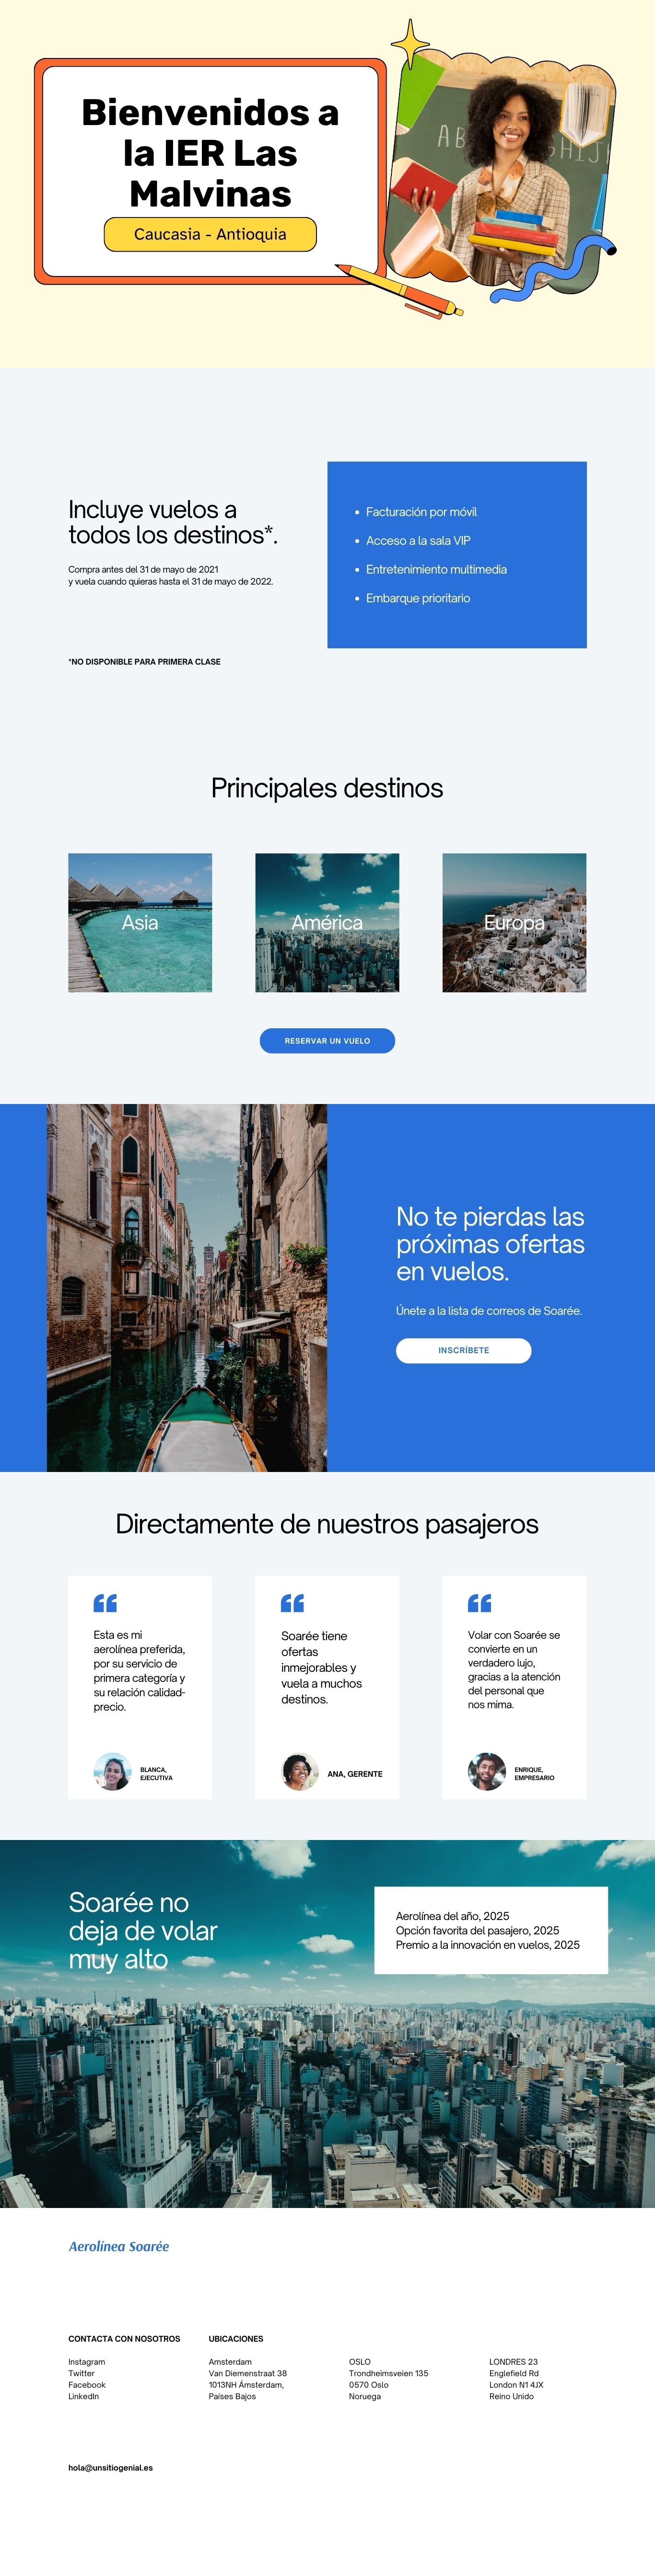 Bienvenidos a
la IER Las
Malvinas
Caucasia - Antioquia
Incluye vuelos a
todos los destinos*.
Compra antes del 31 de mayo de 2021
y vuela cuando quieras hasta el 31 de mayo de 2022.
*NO DISPONIBLE PARA PRIMERA CLASE
• Facturación por móvil
• Acceso a la sala VIP
• Entretenimiento multimedia
• Embarque prioritario
Principales destinos
Asia
América
Europa
RESERVAR UN VUELO
No te pierdas las
próximas ofertas
en vuelos.
Únete a la lista de correos de Soarée.
INSCRÍBETE
Directamente de nuestros pasajeros
Esta es mi
aerolínea preferida,
por su servicio de
primera categoría y
su relación calidad-
precio.
BLANCA,
EJECUTIVA
Soarée tiene
ofertas
inmejorables y
vuela a muchos
destinos.
ANA, GERENTE
Volar con Soarée se
convierte en un
verdadero lujo,
gracias a la atención
del personal que
nos mima.
ENRIQUE,
EMPRESARIO
Soarée no
deja de volar
muy alto
Aerolínea del año, 2025
Opción favorita del pasajero, 2025
Premio a la innovación en vuelos, 2025
Aerolínea Soarée
CONTACTA CON NOSOTROS
Instagram
Twitter
Facebook
LinkedIn
UBICACIONES
Amsterdam
Van Diemenstraat 38
1013NH Ámsterdam,
Países Bajos
OSLO
Trondheimsveien 135
0570 Oslo
Noruega
LONDRES 23
Englefield Rd
London N1 4JX
Reino Unido
hola@unsitiogenial.es